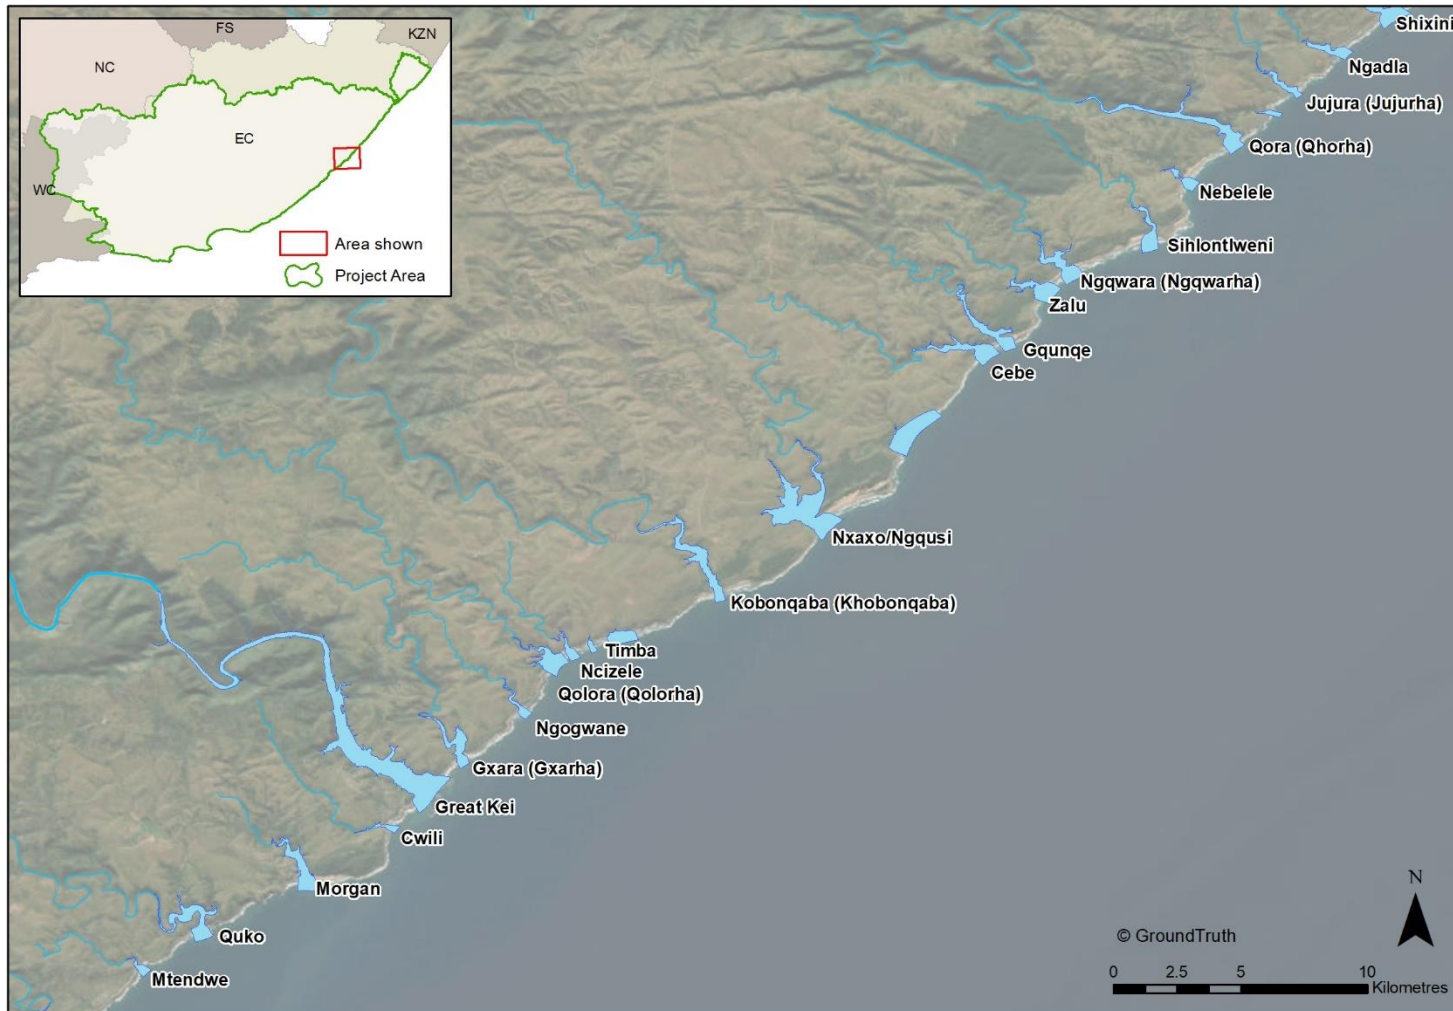 FS
KZN
NC
EC
WC
Area shown
Project Area
Shixini
Ngadla
Jujura (Jujurha)
Qora (Qhorha)
Nebelele
Sihlontlweni
Ngqwara (Ngqwarha)
Zalu
Gqunqe
Cebe
Nxaxo/Ngqusi
Kobonqaba (Khobonqaba)
Timba
Ncizele
Qolora (Qolorha)
Ngogwane
Gxara (Gxarha)
Great Kei
Cwili
Morgan
Quko
Mtendwe
N
© GroundTruth
0 2.5 5 10
Kilometres